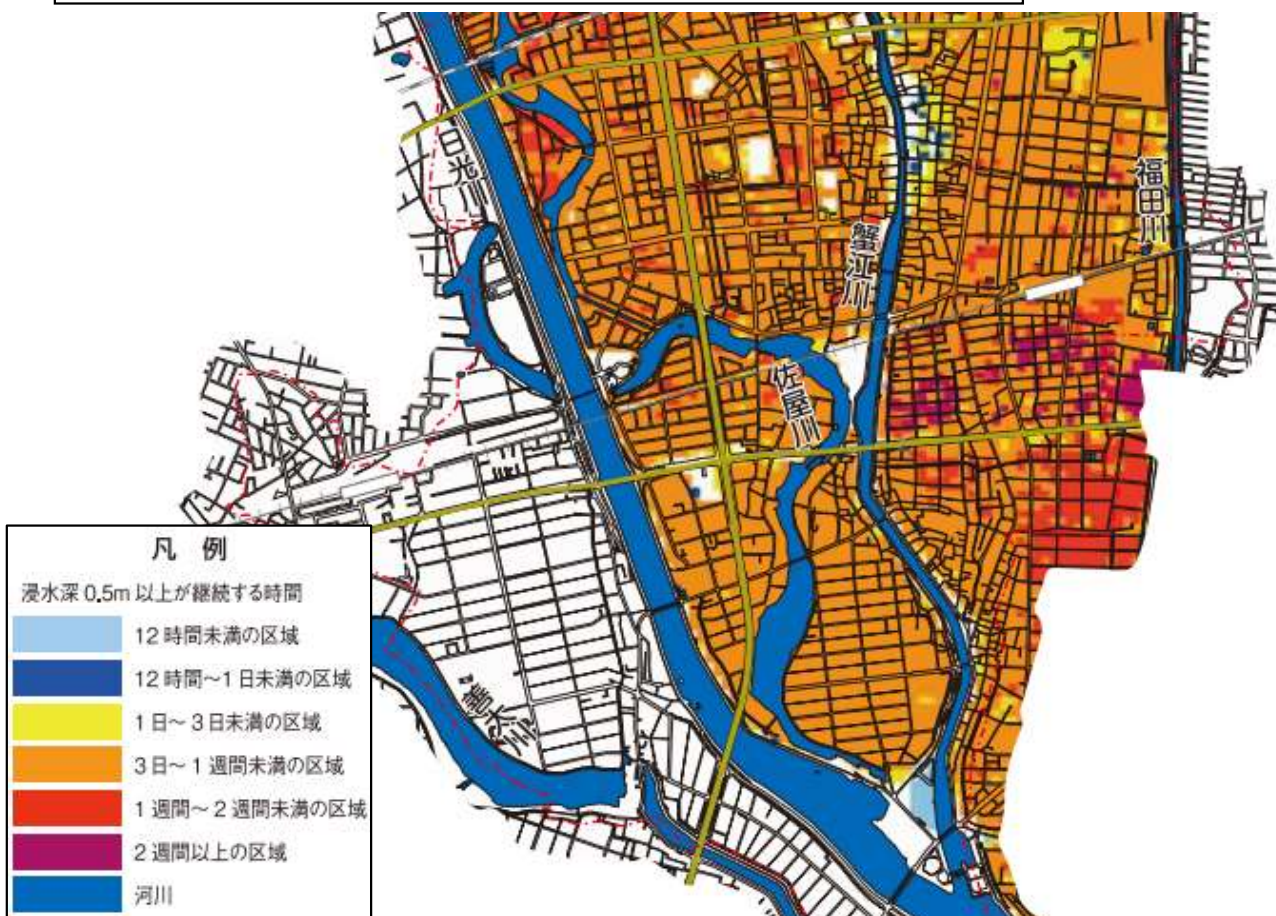 日光川
蟹江川
福田川
佐屋川
善太川
凡 例
浸水深 0.5m 以上が継続する時間
12 時間未満の区域
12 時間～1 日未満の区域
1 日～3 日未満の区域
3 日～1 週間未満の区域
1 週間～2 週間未満の区域
2 週間以上の区域
河川